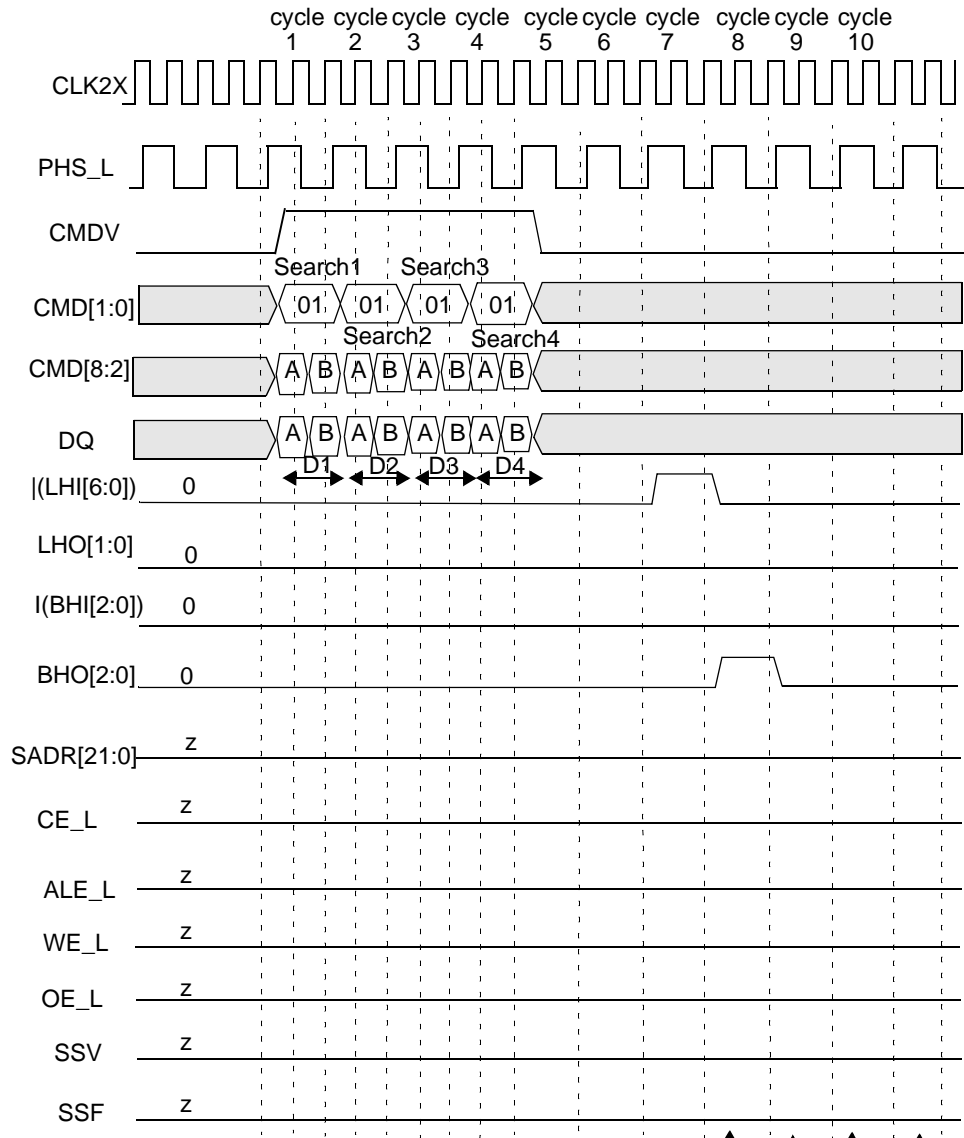 cycle cycle cycle cycle cycle cycle cycle cycle cycle cycle
1 2 3 4 5 6 7 8 9 10
CLK2X
PHS_L
CMDV
Search1 Search3
CMD[1:0] 01 01 01 01
Search2 Search4
CMD[8:2] A B A B A B A B
DQ A B A B A B A B
D1 D2 D3 D4
|(LHI[6:0]) 0
LHO[1:0] 0
I(BHI[2:0]) 0
BHO[2:0] 0
SADR[21:0] z
CE_L z
ALE_L z
WE_L z
OE_L z
SSV z
SSF z